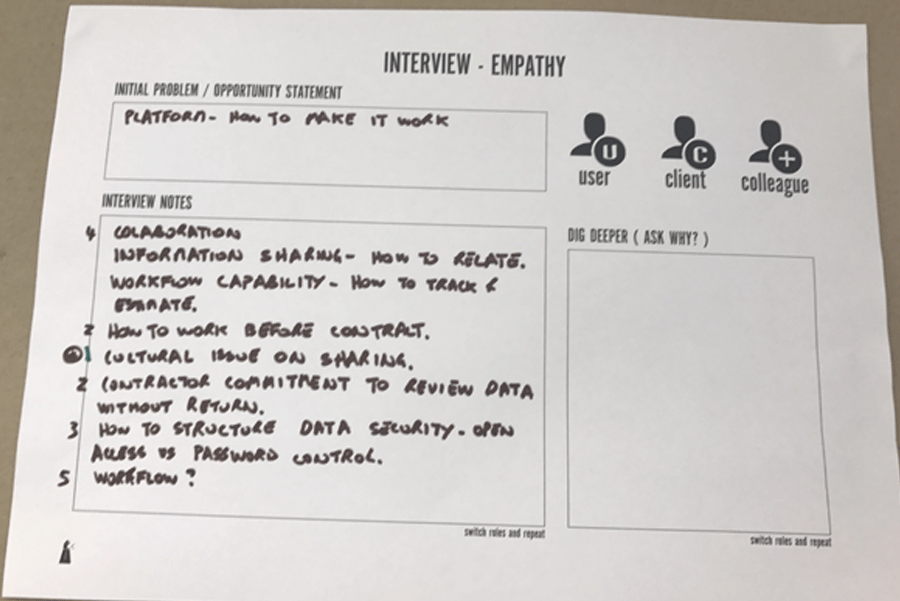 INTERVIEW - EMPATHY
INITIAL PROBLEM / OPPORTUNITY STATEMENT
PLATFORM - HOW TO MAKE IT WORK
U
C
+
user
client
colleague
INTERVIEW NOTES
4 COLABORATION
INFORMATION SHARING - HOW TO RELATE.
WORKFLOW CAPABILITY - HOW TO TRACK &
ESTIMATE.
2 HOW TO WORK BEFORE CONTRACT.
1 CULTURAL ISSUE ON SHARING.
2 CONTRACTOR COMMITMENT TO REVIEW DATA
WITHOUT RETURN.
3 HOW TO STRUCTURE DATA SECURITY - OPEN
ACCESS VS PASSWORD CONTROL.
5 WORKFLOW ?
switch roles and repeat
DIG DEEPER ( ASK WHY? )
switch roles and repeat